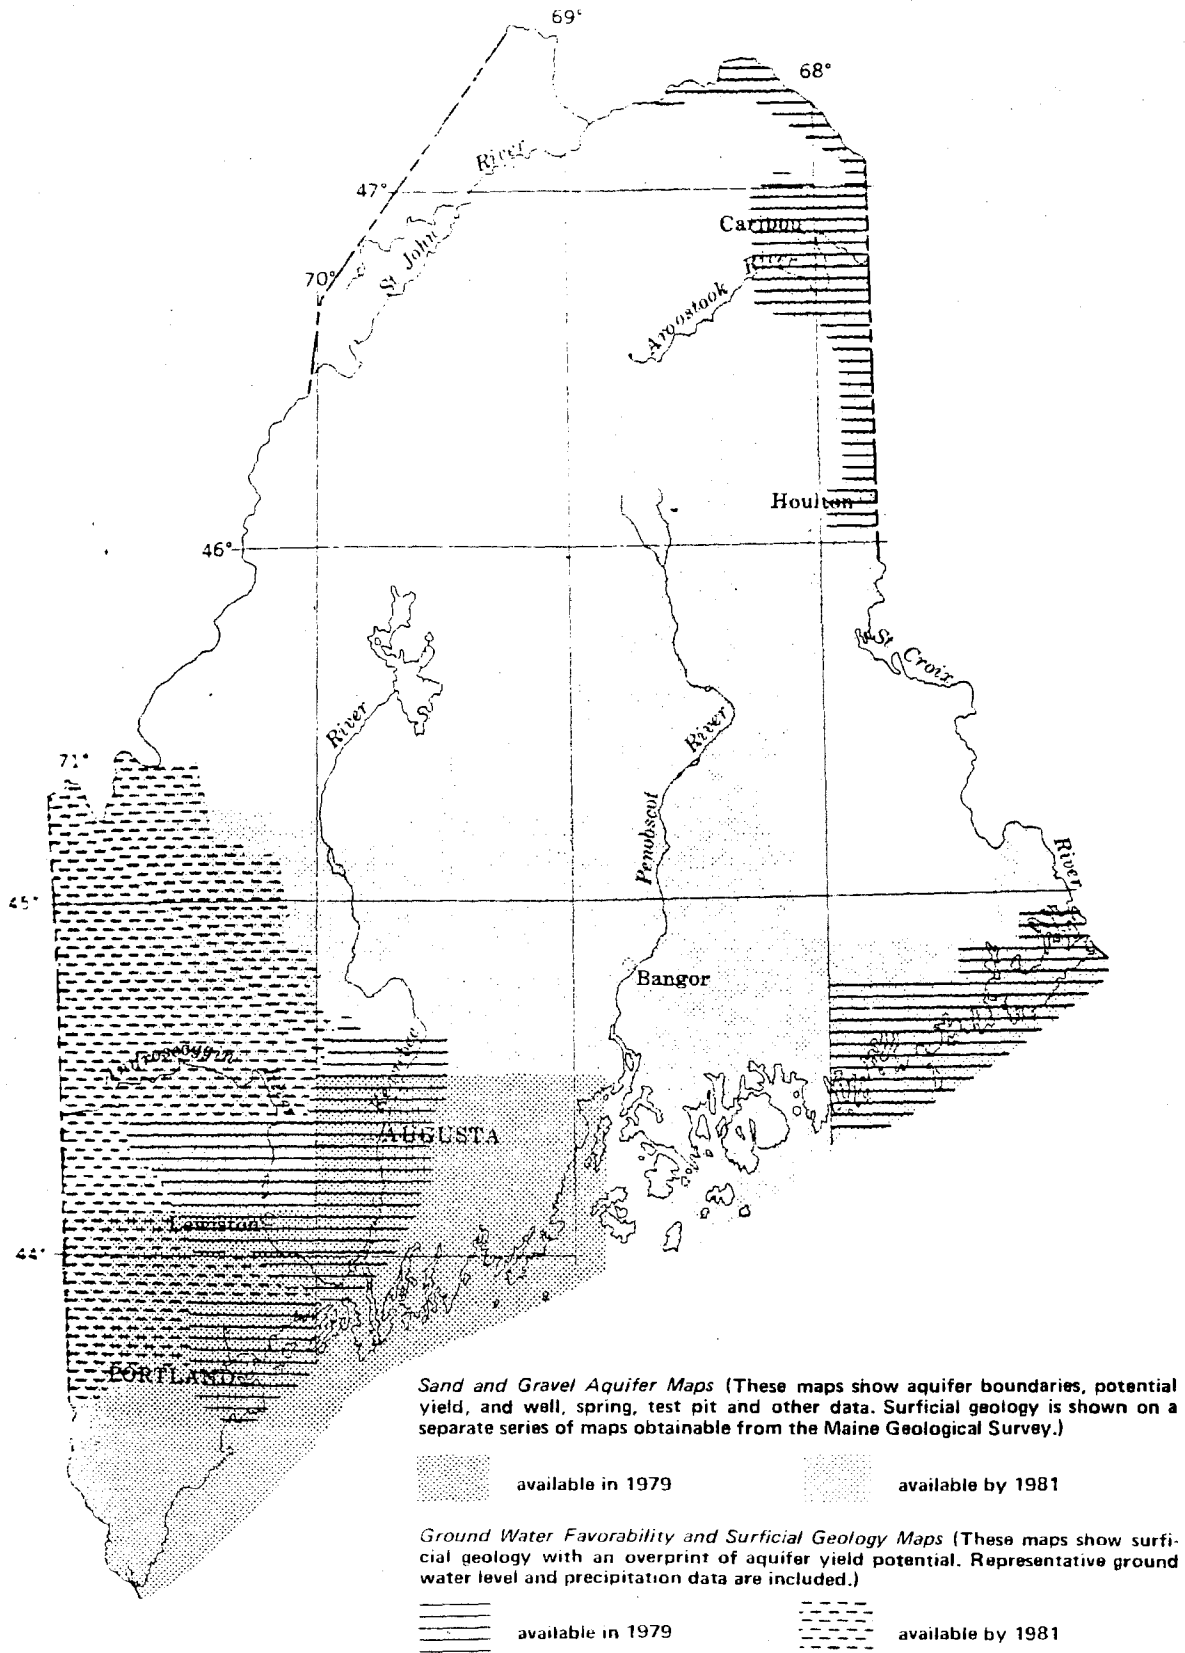 69°
68°
River
47°
Caribou
St John
River
70°
Aroostook
Houlton
46°
St Croix
River
River
71°
Penobscot
River
45°
Bangor
Androscoggin
Kennebec
AUGUSTA
Lewiston
44°
PORTLAND
Sand and Gravel Aquifer Maps (These maps show aquifer boundaries, potential
yield, and well, spring, test pit and other data. Surficial geology is shown on a
separate series of maps obtainable from the Maine Geological Survey.)
available in 1979
available by 1981
Ground Water Favorability and Surficial Geology Maps (These maps show surfi-
cial geology with an overprint of aquifer yield potential. Representative ground
water level and precipitation data are included.)
available in 1979
available by 1981